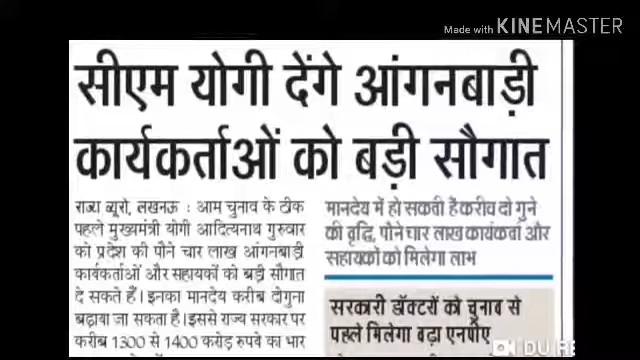 Made with KINEMASTER
सीएम योगी देंगे आंगनबाड़ी
कार्यकर्ताओं को बड़ी सौगात
राज्य ब्यूरो, लखनऊ : आम चुनाव के ठीक
पहले मुख्यमंत्री योगी आदित्यनाथ गुरुवार
को प्रदेश की पौने चार लाख आंगनबाड़ी
कार्यकर्ताओं और सहायकों को बड़ी सौगात
दे सकते हैं। इनका मानदेय करीब दोगुना
बढ़ाया जा सकता है। इससे राज्य सरकार पर
करीब 1300 से 1400 करोड़ रुपये का भार
मानदेय में हो सकती है करीब दो गुने
की वृद्धि, पौने चार लाख कार्यकर्ता और
सहायकों को मिलेगा लाभ
सरकारी डॉक्टरों को चुनाव से
पहले मिलेगा बढ़ा एनपीए
DU RE